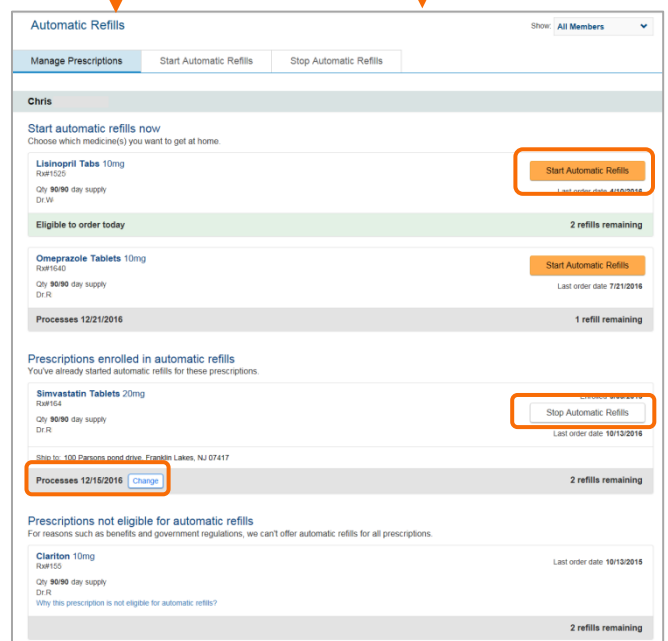 Automatic Refills
Show: All Members
Manage Prescriptions Start Automatic Refills Stop Automatic Refills
Chris
Start automatic refills now
Choose which medicine(s) you want to get at home.
Lisinopril Tabs 10mg
Rx#1525
Start Automatic Refills
Qty 90/90 day supply
Last order date 4/10/2016
Dr.W
Eligible to order today 2 refills remaining
Omeprazole Tablets 10mg
Rx#1640
Start Automatic Refills
Qty 90/90 day supply
Last order date 7/21/2016
Dr.R
Processes 12/21/2016 1 refill remaining
Prescriptions enrolled in automatic refills
You've already started automatic refills for these prescriptions.
Simvastatin Tablets 20mg
Enrolled
Rx#164
Stop Automatic Refills
Qty 90/90 day supply
Dr.R
Last order date 10/13/2016
Ship to: 100 Parsons pond drive, Franklin Lakes, NJ 07417
Processes 12/15/2016 Change 2 refills remaining
Prescriptions not eligible for automatic refills
For reasons such as benefits and government regulations, we can't offer automatic refills for all prescriptions.
Clariton 10mg
Rx#155
Last order date 10/13/2015
Qty 90/90 day supply
Dr.R
Why this prescription is not eligible for automatic refills?
2 refills remaining